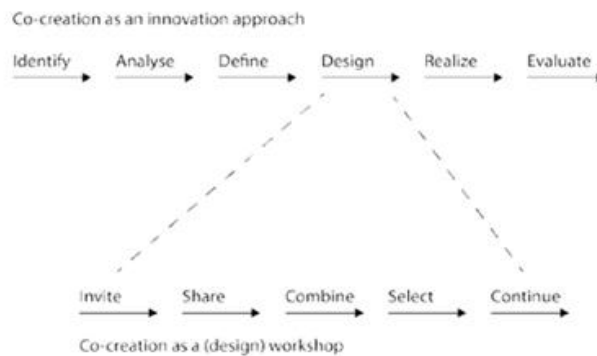 Co-creation as an innovation approach
Identify Analyse Define Design Realize Evaluate
Invite Share Combine Select Continue
Co-creation as a (design) workshop